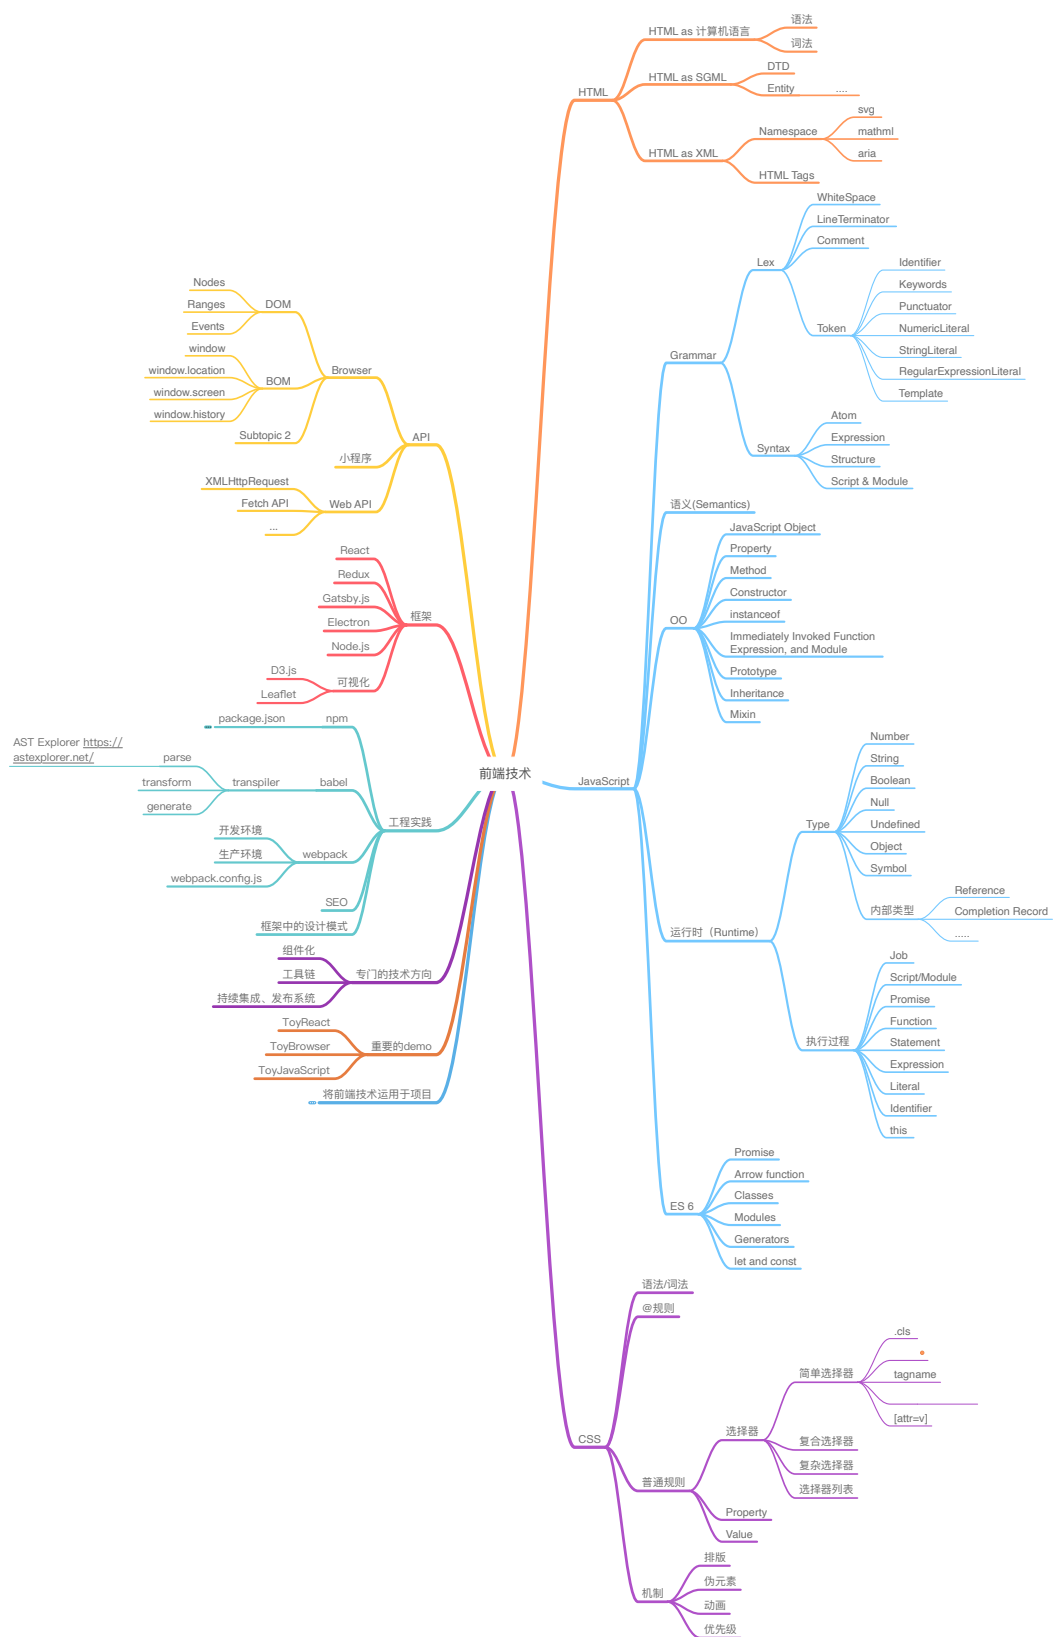 前端技术
HTML
HTML as 计算机语言
语法
词法
HTML as SGML
DTD
Entity
....
HTML as XML
Namespace
svg
mathml
aria
HTML Tags
JavaScript
Grammar
Lex
WhiteSpace
LineTerminator
Comment
Token
Identifier
Keywords
Punctuator
NumericLiteral
StringLiteral
RegularExpressionLiteral
Template
Syntax
Atom
Expression
Structure
Script & Module
语义(Semantics)
OO
JavaScript Object
Property
Method
Constructor
instanceof
Immediately Invoked Function
Expression, and Module
Prototype
Inheritance
Mixin
运行时（Runtime）
Type
Number
String
Boolean
Null
Undefined
Object
Symbol
内部类型
Reference
Completion Record
.....
执行过程
Job
Script/Module
Promise
Function
Statement
Expression
Literal
Identifier
this
ES 6
Promise
Arrow function
Classes
Modules
Generators
let and const
CSS
语法/词法
@规则
普通规则
选择器
简单选择器
.cls
tagname
[attr=v]
复合选择器
复杂选择器
选择器列表
Property
Value
机制
排版
伪元素
动画
优先级
API
Browser
DOM
Nodes
Ranges
Events
BOM
window
window.location
window.screen
window.history
Subtopic 2
小程序
Web API
XMLHttpRequest
Fetch API
...
框架
React
Redux
Gatsby.js
Electron
Node.js
可视化
D3.js
Leaflet
工程实践
npm
package.json
babel
transpiler
parse
AST Explorer https://
astexplorer.net/
transform
generate
webpack
开发环境
生产环境
webpack.config.js
SEO
框架中的设计模式
专门的技术方向
组件化
工具链
持续集成、发布系统
重要的demo
ToyReact
ToyBrowser
ToyJavaScript
将前端技术运用于项目